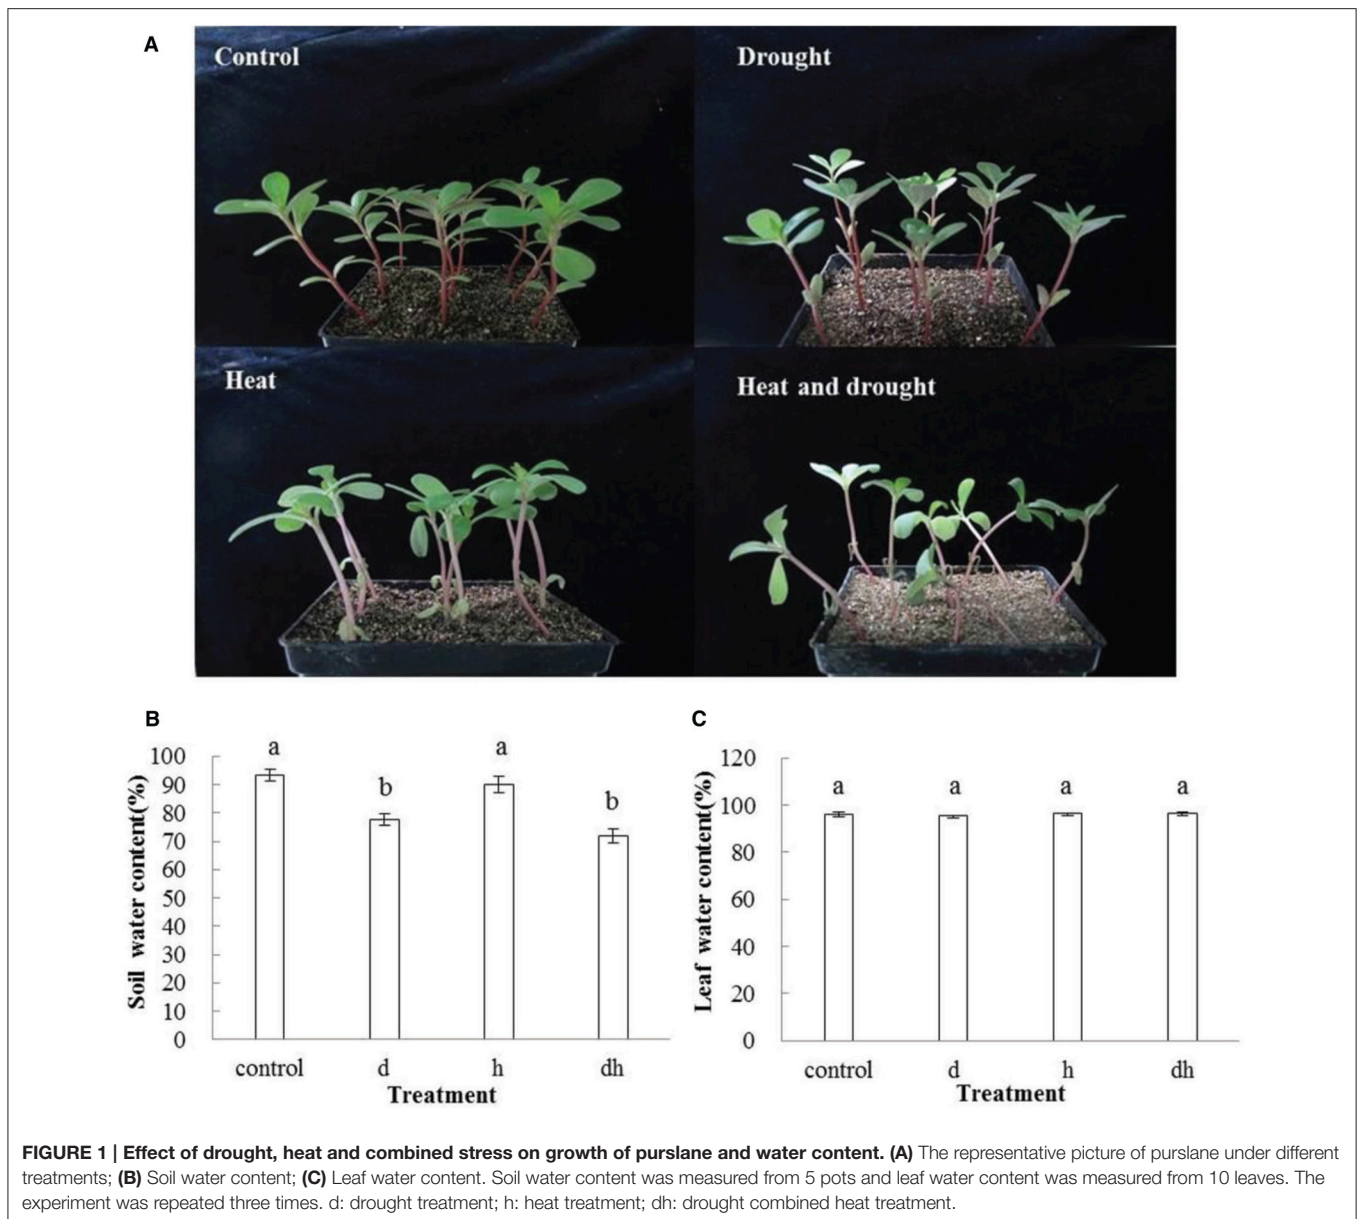 A
Control
Drought
Heat
Heat and drought
B
a
b
a
b
100
90
80
70
60
50
40
30
20
10
0
Soil water content(%)
control
d
h
dh
Treatment
C
a
a
a
a
120
100
80
60
40
20
0
Leaf water content(%)
control
d
h
dh
Treatment
FIGURE 1 | Effect of drought, heat and combined stress on growth of purslane and water content. (A) The representative picture of purslane under different
treatments; (B) Soil water content; (C) Leaf water content. Soil water content was measured from 5 pots and leaf water content was measured from 10 leaves. The
experiment was repeated three times. d: drought treatment; h: heat treatment; dh: drought combined heat treatment.